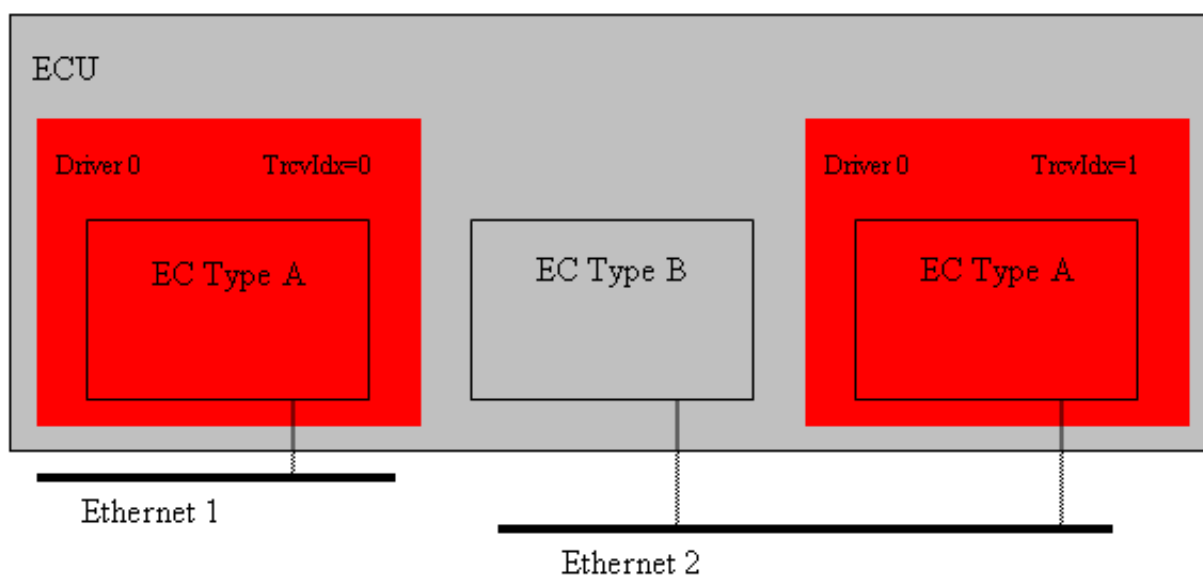 ECU
Driver 0 TrcvIdx=0
EC Type A
EC Type B
Driver 0 TrcvIdx=1
EC Type A
Ethernet 1
Ethernet 2